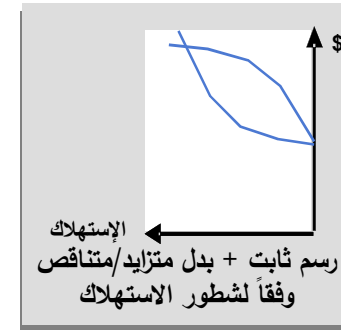 $
الإستهلاك
رسم ثابت + بدل متزايد/متناقص
وفقاً لشطور الاستهلاك